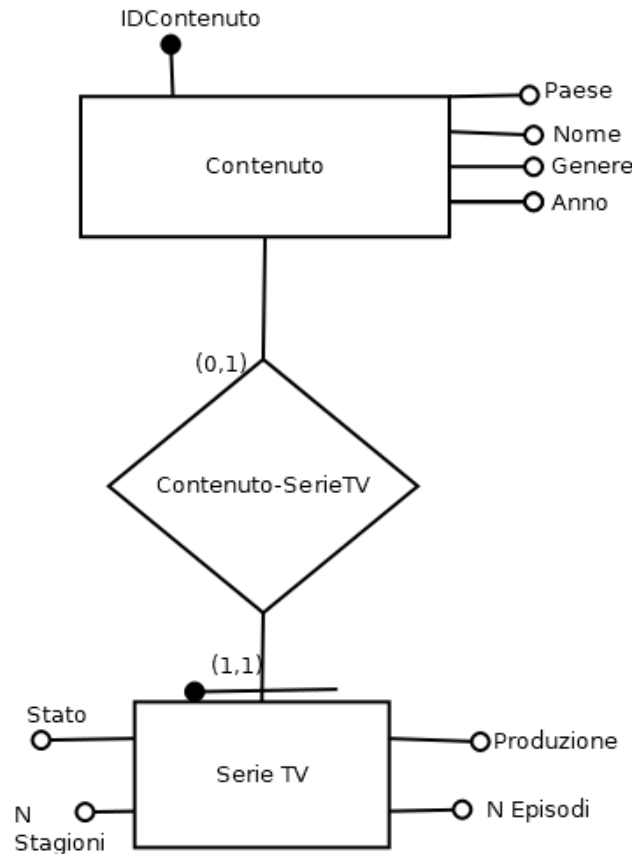 IDContenuto
Paese
Nome
Contenuto
Genere
Anno
(0,1)
Contenuto-SerieTV
(1,1)
Stato
Produzione
Serie TV
N
Stagioni
N Episodi